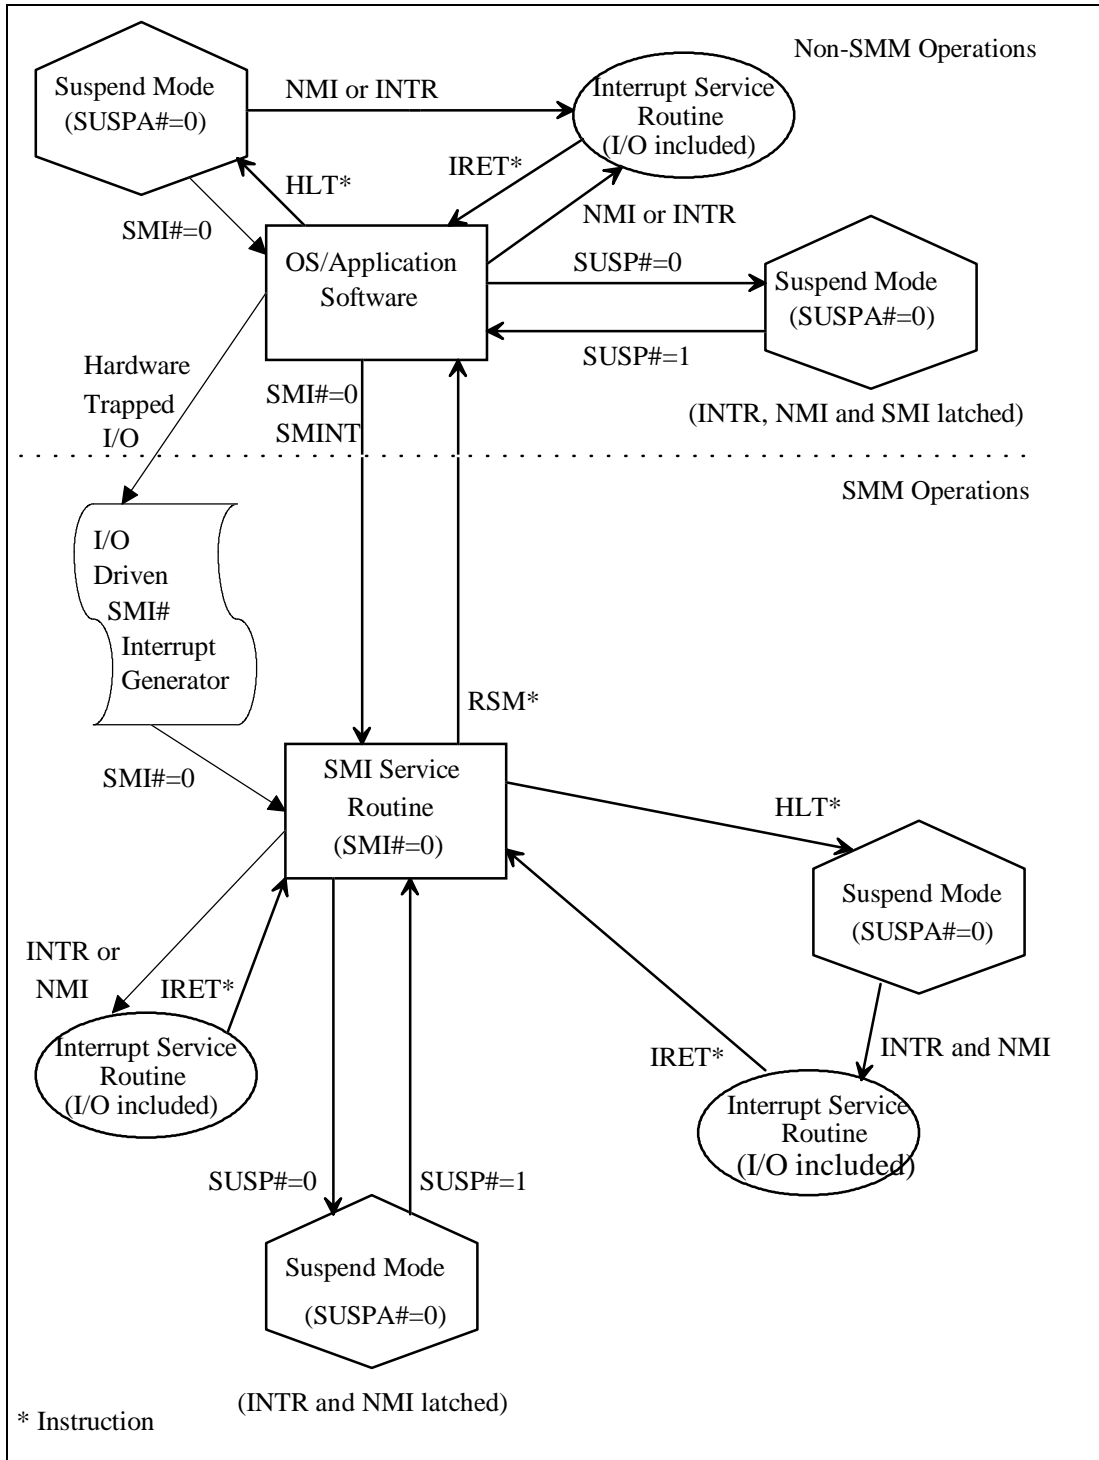 Non-SMM Operations
Suspend Mode
(SUSPA#=0)
NMI or INTR
Interrupt Service
Routine
(I/O included)
IRET*
HLT*
NMI or INTR
SMI#=0
OS/Application
Software
SUSP#=0
Suspend Mode
(SUSPA#=0)
SUSP#=1
Hardware
Trapped
I/O
SMI#=0
SMINT
(INTR, NMI and SMI latched)
SMM Operations
I/O
Driven
SMI#
Interrupt
Generator
RSM*
SMI#=0
SMI Service
Routine
(SMI#=0)
HLT*
Suspend Mode
(SUSPA#=0)
INTR or
NMI
IRET*
INTR and NMI
IRET*
Interrupt Service
Routine
(I/O included)
Interrupt Service
Routine
(I/O included)
SUSP#=0
SUSP#=1
Suspend Mode
(SUSPA#=0)
(INTR and NMI latched)
* Instruction